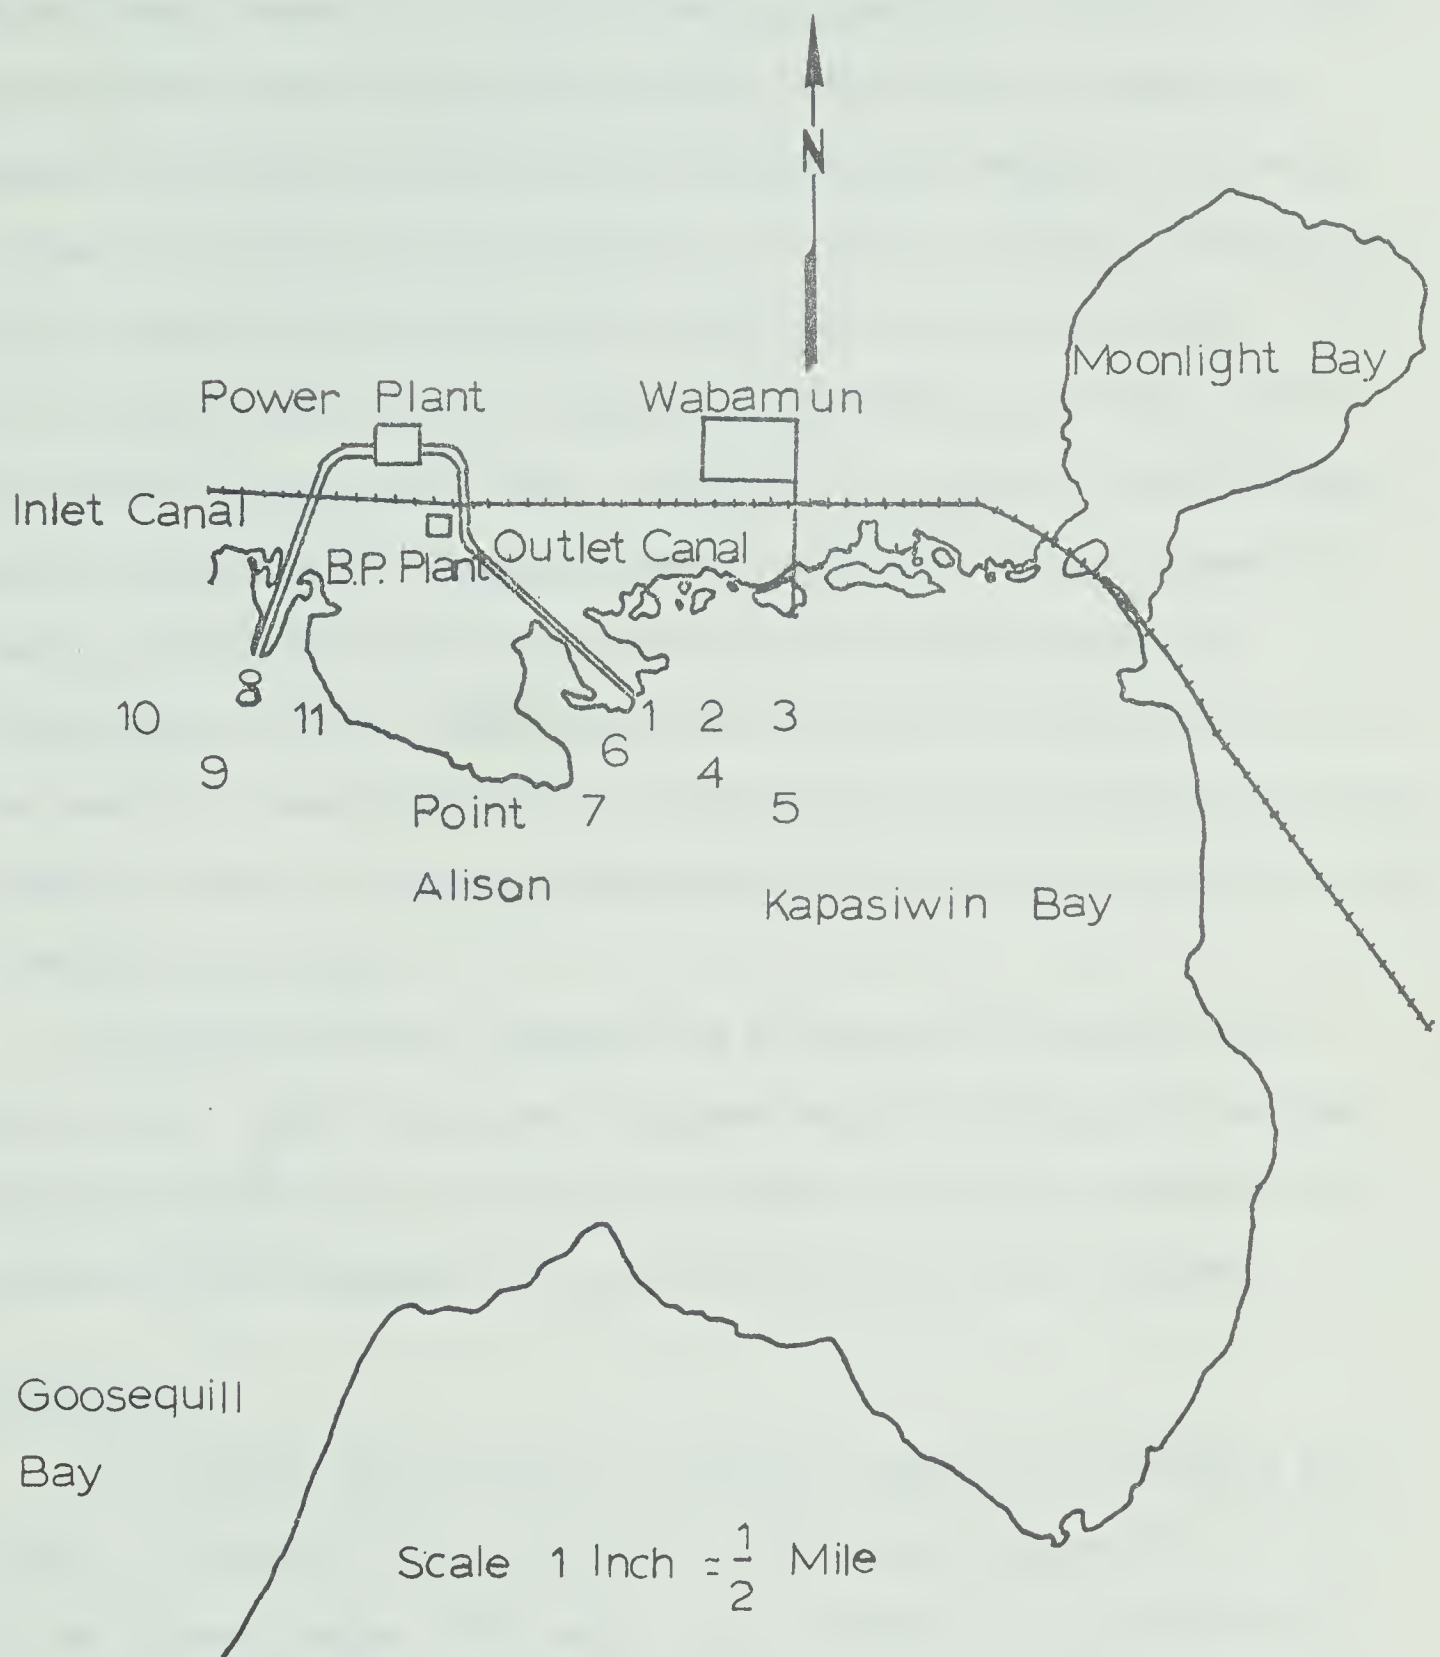 N
Moonlight Bay
Power Plant
Wabamun
Inlet Canal
B.P. Plant
Outlet Canal
8
10
11
1
2
3
9
6
4
7
5
Point
Alison
Kapasiwin Bay
Goosequill
Bay
Scale 1 Inch = 1/2 Mile